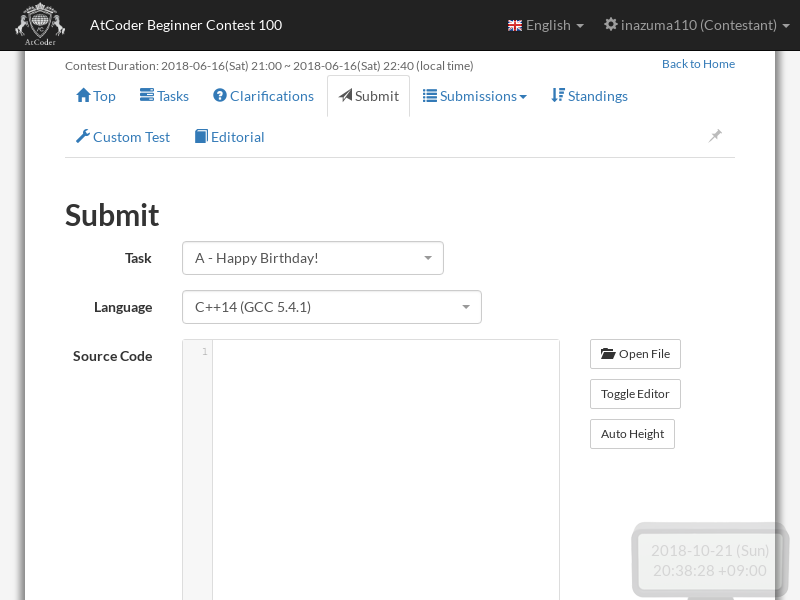 AtCoder
AtCoder Beginner Contest 100
English
inazuma110 (Contestant)
Contest Duration: 2018-06-16(Sat) 21:00 ~ 2018-06-16(Sat) 22:40 (local time)
Back to Home
Top
Tasks
Clarifications
Submit
Submissions
Standings
Custom Test
Editorial
Submit
Task
A - Happy Birthday!
Language
C++14 (GCC 5.4.1)
Source Code
1
Open File
Toggle Editor
Auto Height
2018-10-21 (Sun)
20:38:28 +09:00